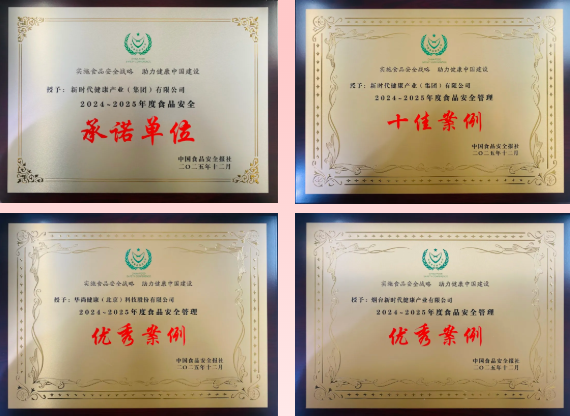 实施食品安全战略 助力健康中国建设
授予：新时代健康产业（集团）有限公司
2024-2025年度食品安全
承诺单位
中国食品安全报社
二〇二五年十二月
实施食品安全战略 助力健康中国建设
授予：新时代健康产业（集团）有限公司
2024-2025年度食品安全管理
十佳案例
中国食品安全报社
二〇二五年十二月
实施食品安全战略 助力健康中国建设
授予：华尚健康（北京）科技股份有限公司
2024-2025年度食品安全管理
优秀案例
中国食品安全报社
二〇二五年十二月
实施食品安全战略 助力健康中国建设
授予：烟台新时代健康产业有限公司
2024-2025年度食品安全管理
优秀案例
中国食品安全报社
二〇二五年十二月